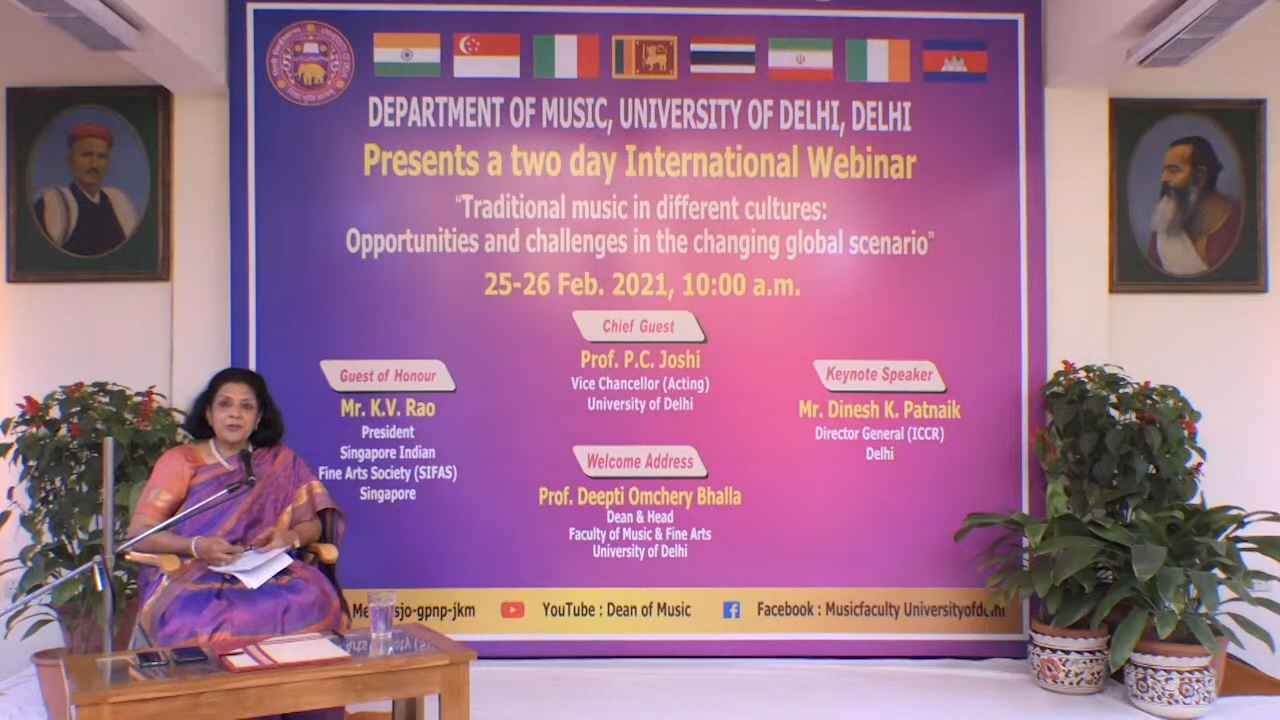 DEPARTMENT OF MUSIC, UNIVERSITY OF DELHI, DELHI
Presents a two day International Webinar
"Traditional music in different cultures:
Opportunities and challenges in the changing global scenario"
25-26 Feb. 2021, 10:00 a.m.
Chief Guest
Prof. P.C. Joshi
Vice Chancellor (Acting)
University of Delhi
Guest of Honour
Mr. K.V. Rao
President
Singapore Indian
Fine Arts Society (SIFAS)
Singapore
Keynote Speaker
Mr. Dinesh K. Patnaik
Director General (ICCR)
Delhi
Welcome Address
Prof. Deepti Omchery Bhalla
Dean & Head
Faculty of Music & Fine Arts
University of Delhi
sjo-gpnp-jkm
YouTube : Dean of Music
Facebook : Musicfaculty Universityofdelhi